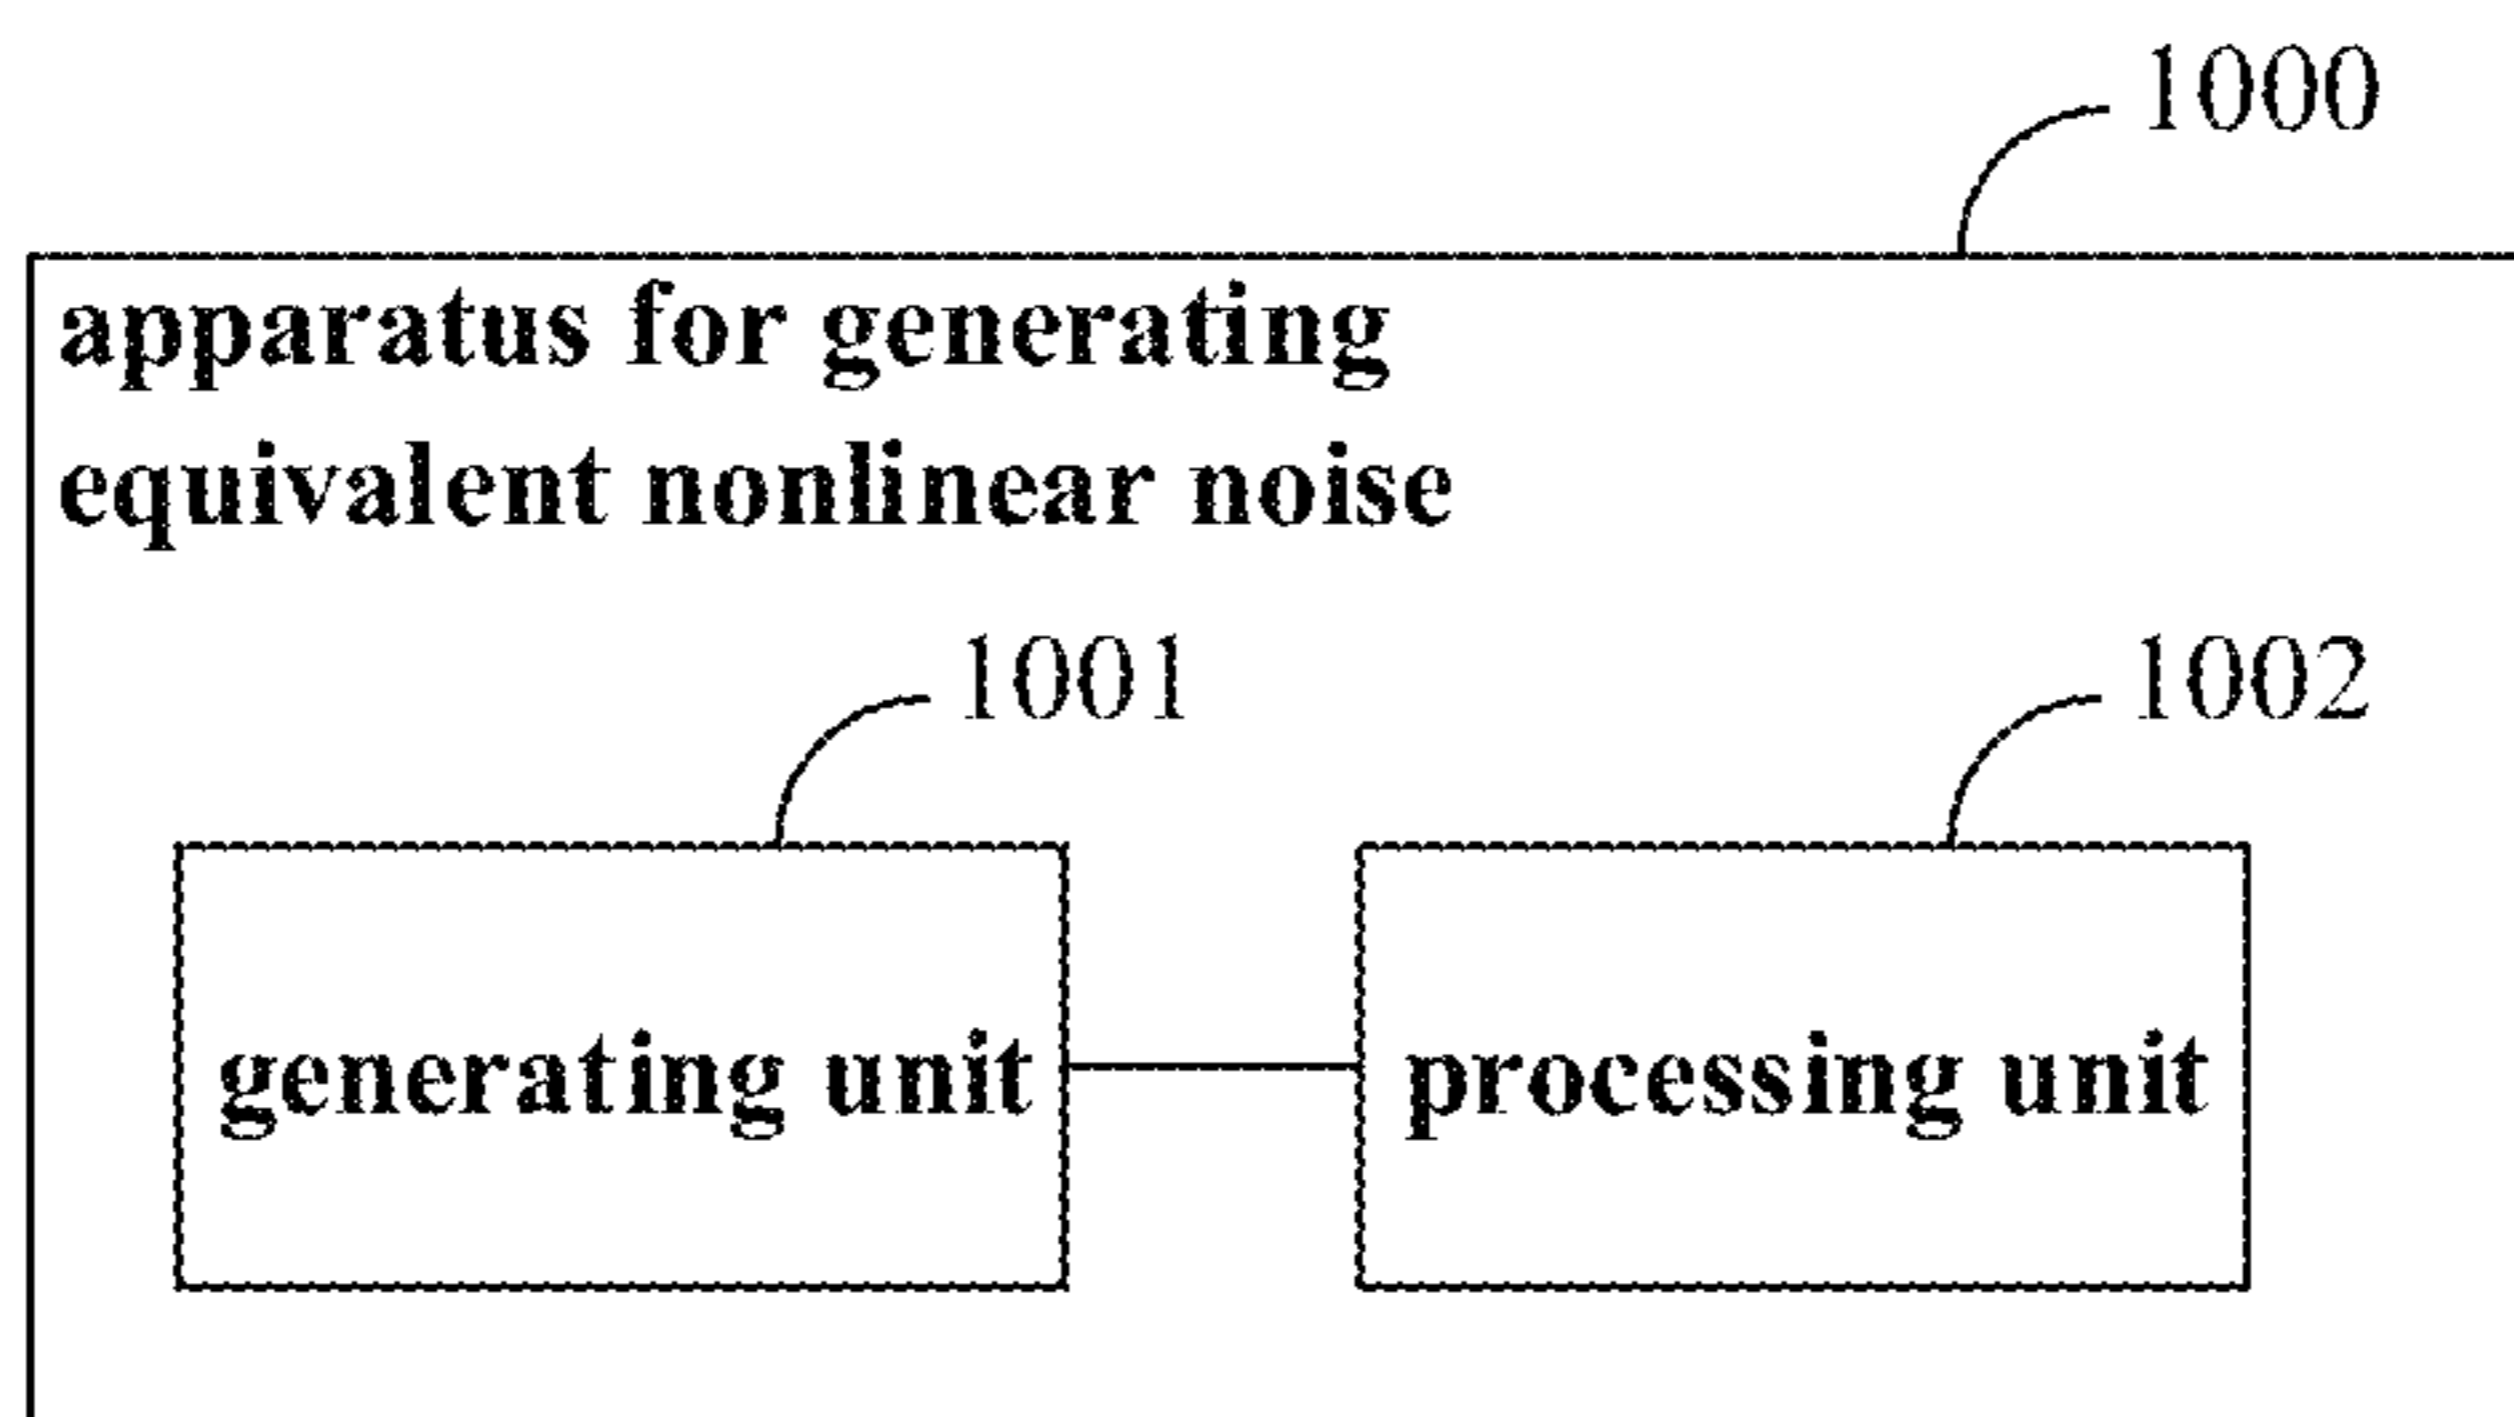 1000
apparatus for generating
equivalent nonlinear noise
1001
1002
generating unit
processing unit